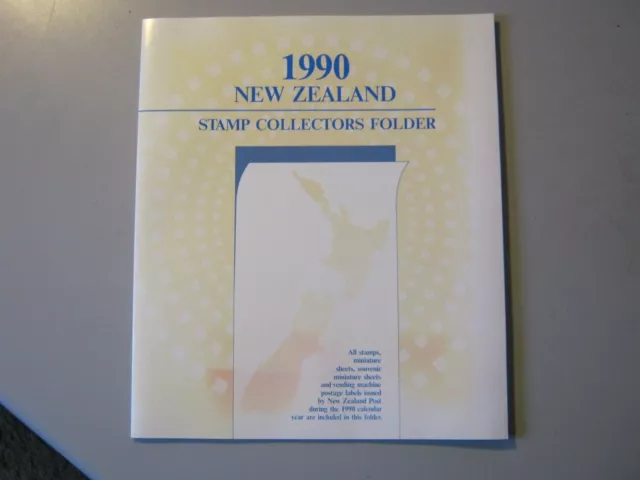 1990
NEW ZEALAND
STAMP COLLECTORS FOLDER
All stamps,
miniature
sheets, souvenir
miniature sheets
and vending machine
postage labels issued
by New Zealand Post
during the 1990 calendar
year are included in this folder.